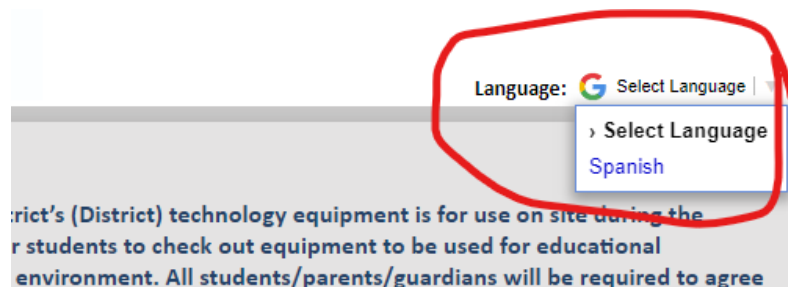 Language: Select Language
› Select Language
Spanish
rict's (District) technology equipment is for use on site during the
r students to check out equipment to be used for educational
environment. All students/parents/guardians will be required to agree